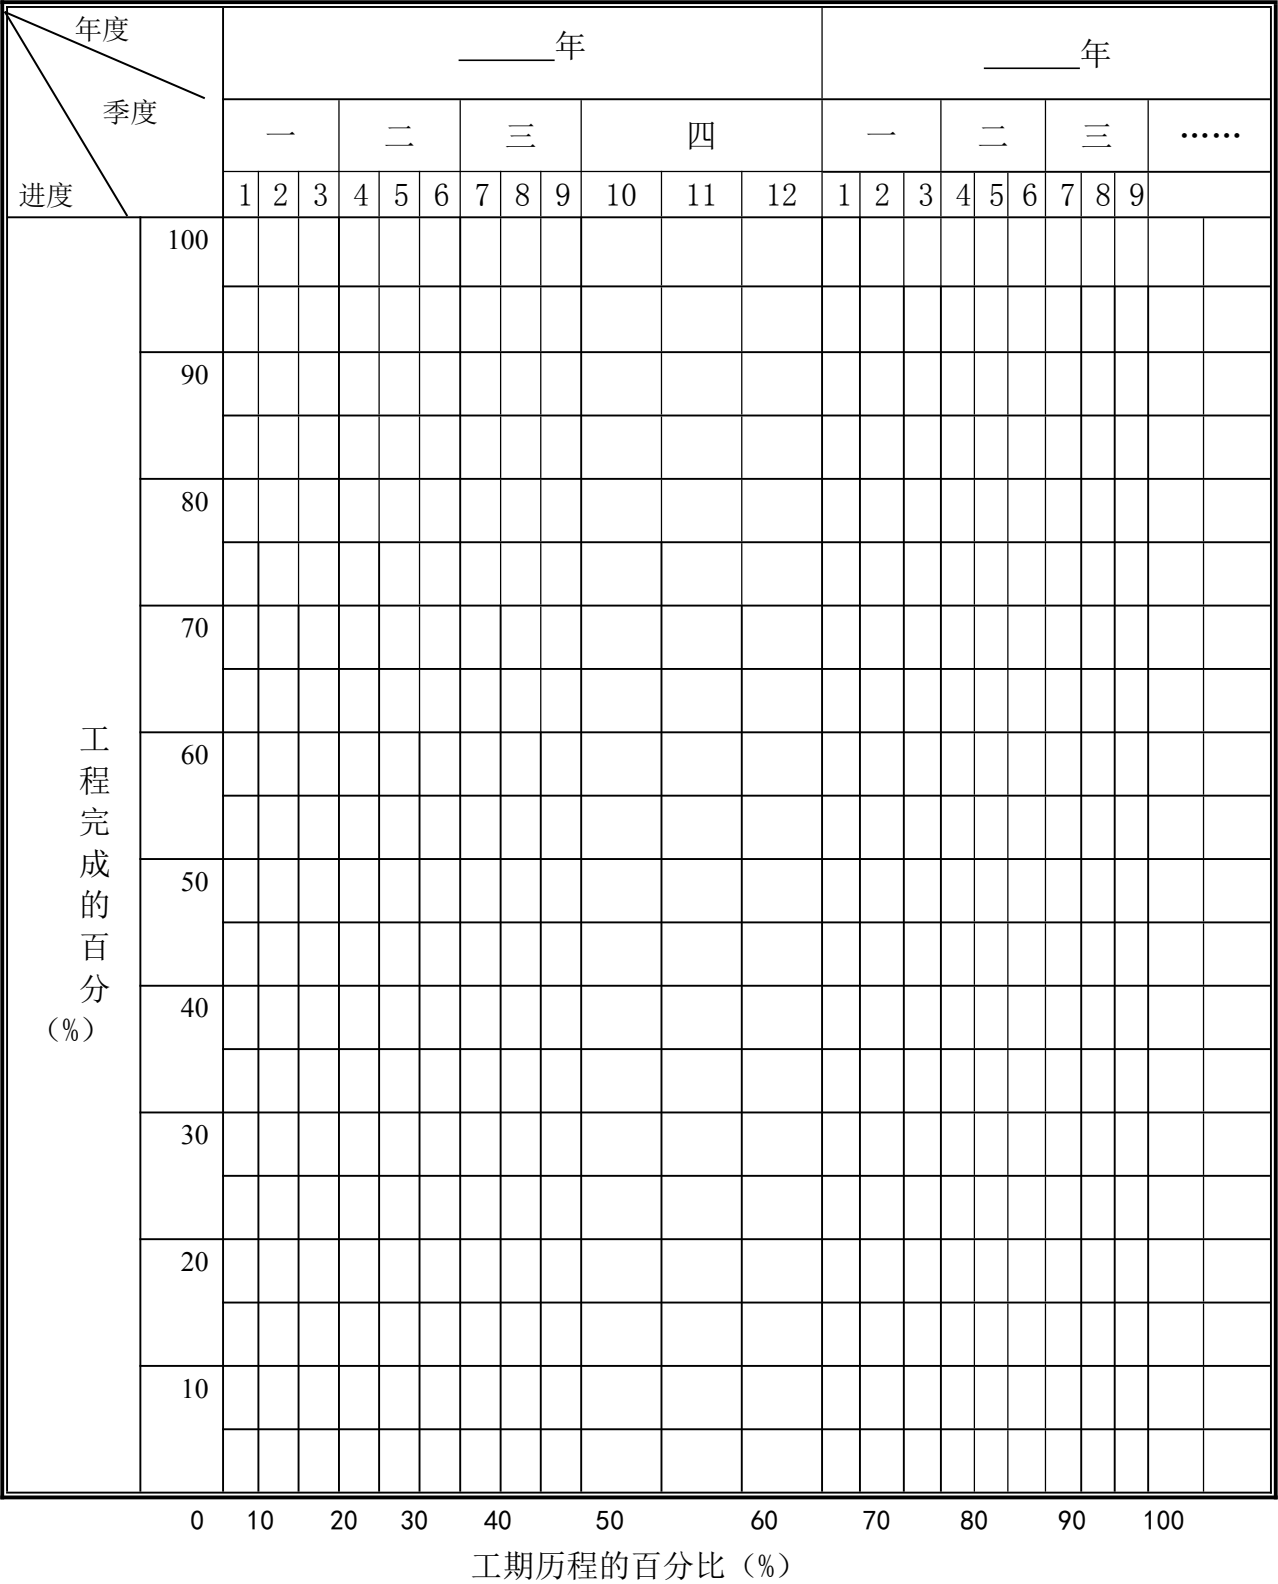 年度
______年 ______年
季度
一 二 三 四 一 二 三 ……
进度 1 2 3 4 5 6 7 8 9 10 11 12 1 2 3 4 5 6 7 8 9
100
90
80
70
60
50
40
30
20
10
工
程
完
成
的
百
分
（%）
0 10 20 30 40 50 60 70 80 90 100
工期历程的百分比（%）